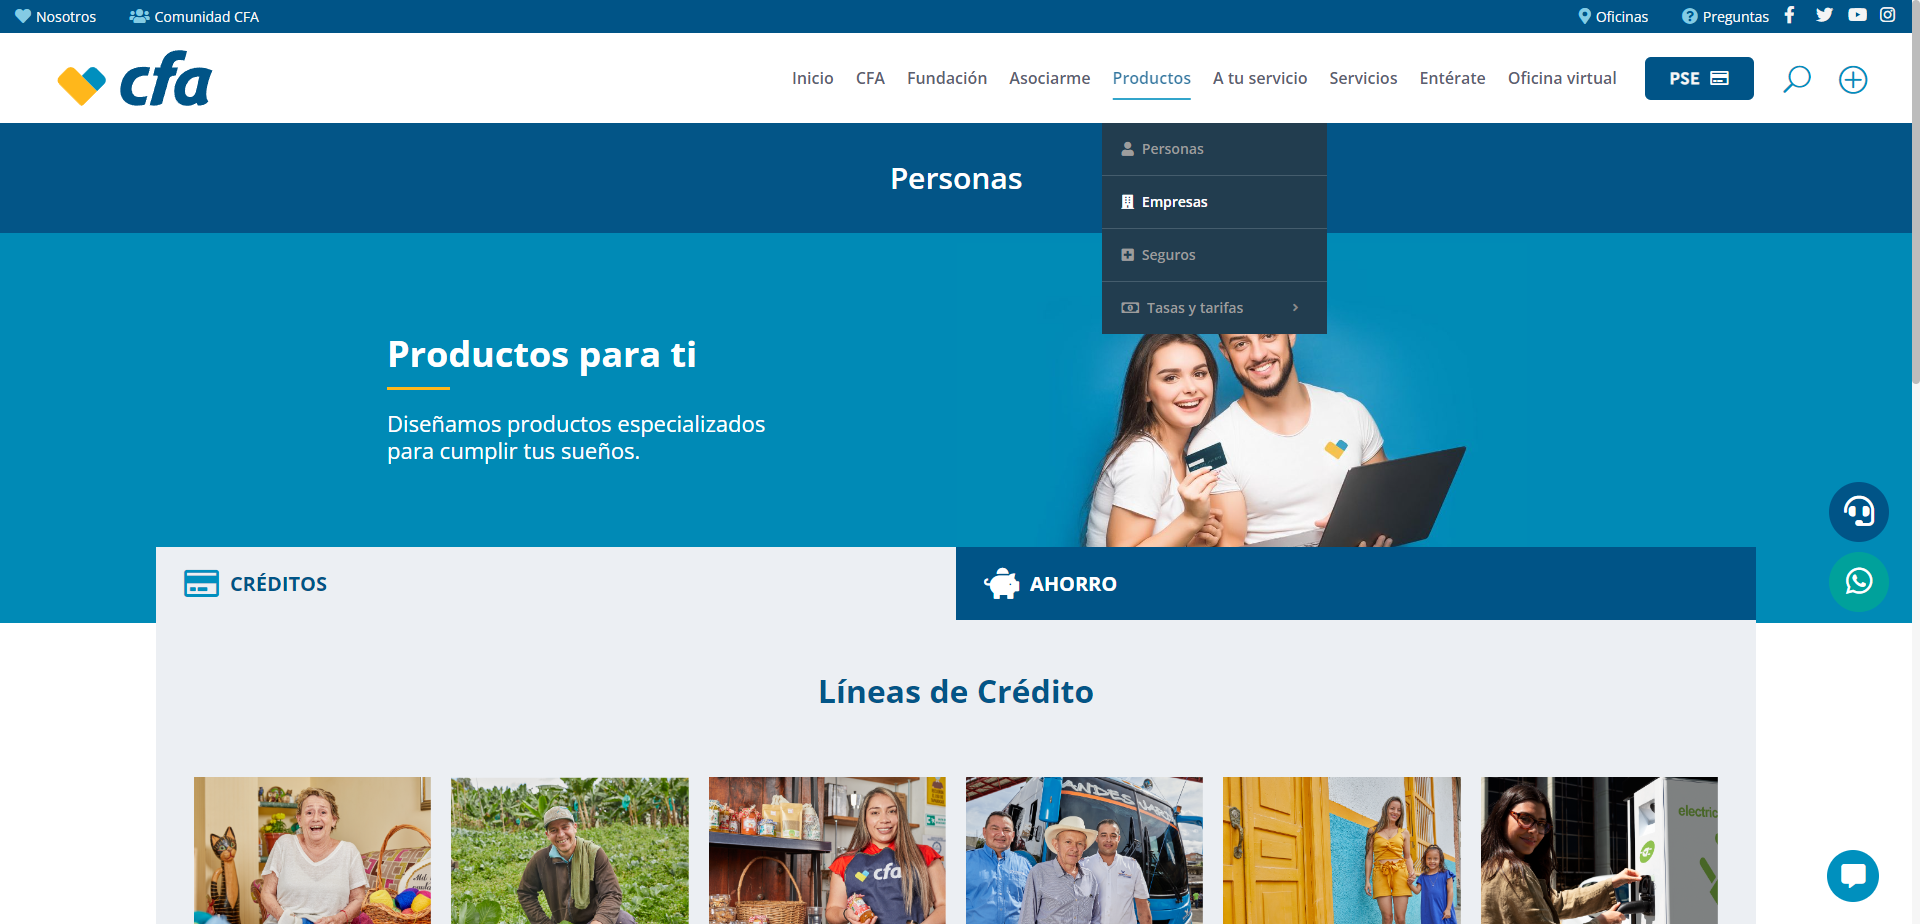 Nosotros
Comunidad CFA
Oficinas
Preguntas
cfa
Inicio
CFA
Fundación
Asociarme
Productos
A tu servicio
Servicios
Entérate
Oficina virtual
PSE
Personas
Personas
Empresas
Seguros
Tasas y tarifas
Productos para ti
Diseñamos productos especializados
para cumplir tus sueños.
CRÉDITOS
AHORRO
Líneas de Crédito
cfa